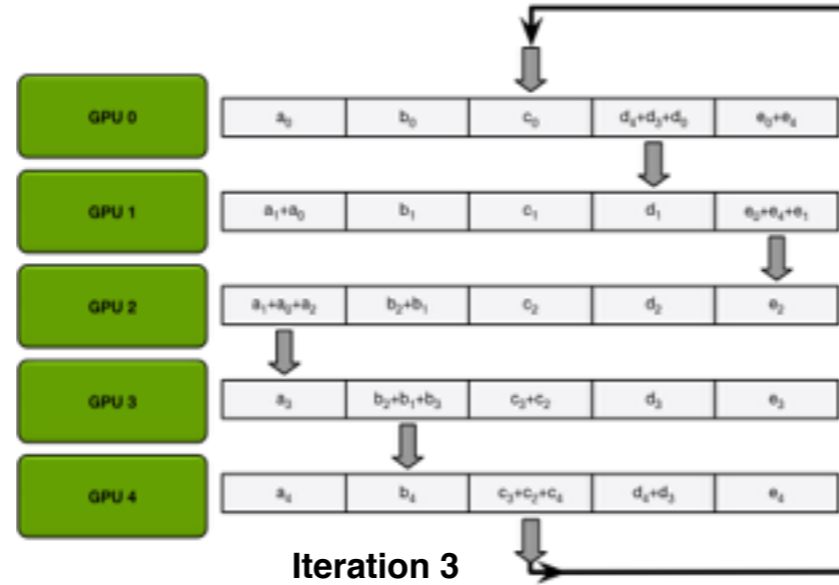 GPU 0 a₀ b₀ c₀ d₄+d₃+d₀ e₀+e₄
GPU 1 a₁+a₀ b₁ c₁ d₁ e₀+e₄+e₁
GPU 2 a₁+a₀+a₂ b₂+b₁ c₂ d₂ e₂
GPU 3 a₃ b₂+b₁+b₃ c₃+c₂ d₃ e₃
GPU 4 a₄ b₄ c₃+c₂+c₄ d₄+d₃ e₄
Iteration 3